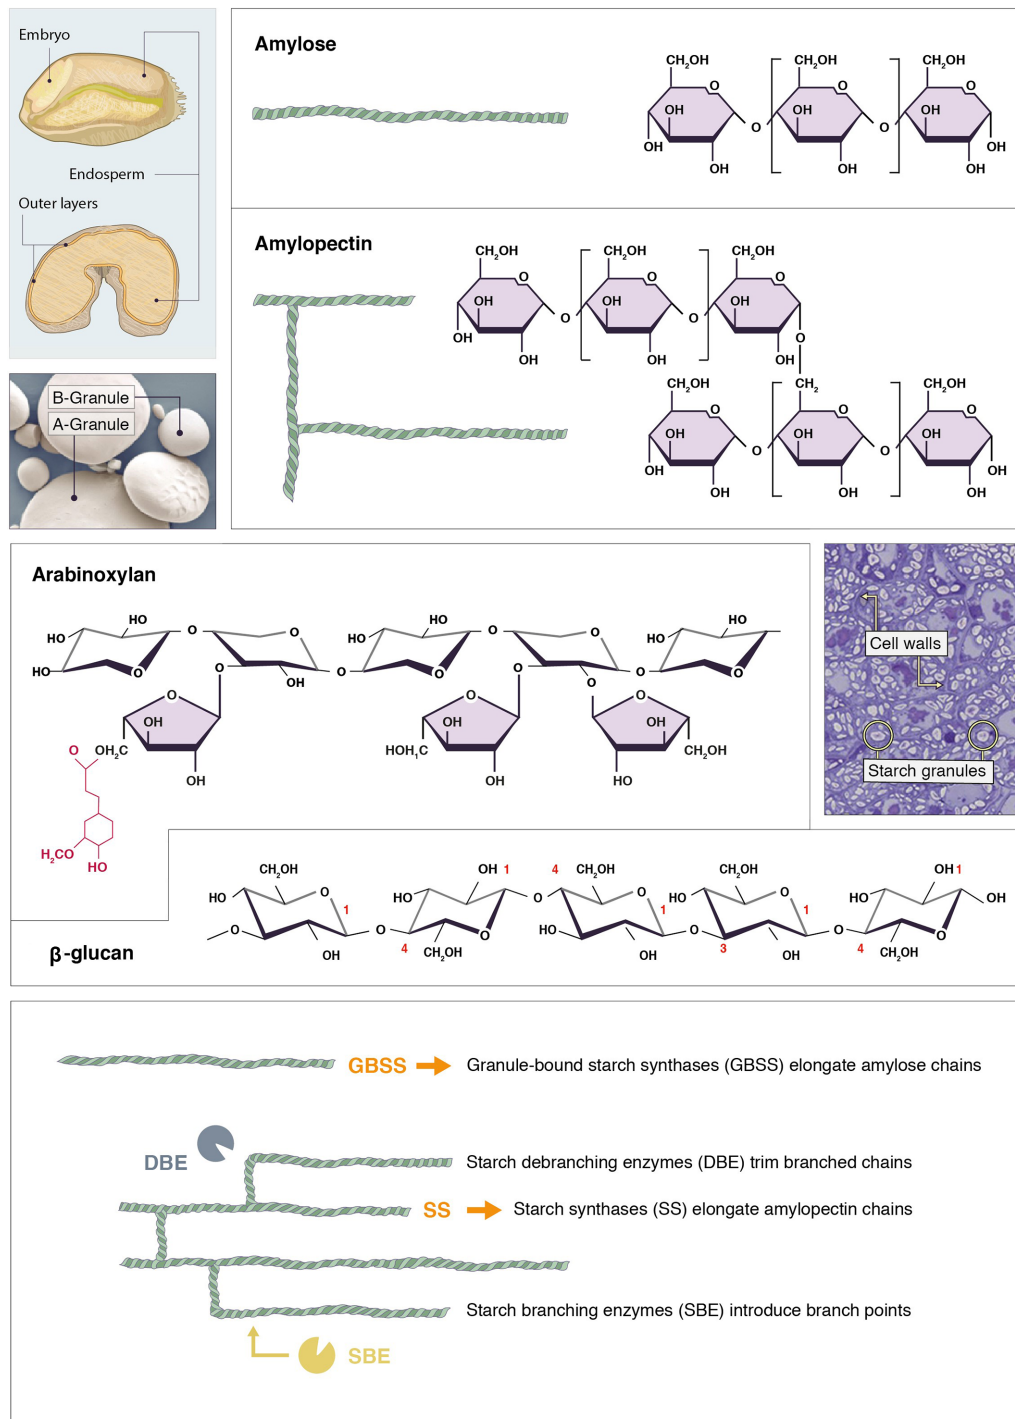 Embryo
Endosperm
Outer layers
B-Granule
A-Granule
Amylose
CH2OH CH2OH CH2OH
O O O
OH OH OH
OH O O OH
OH OH OH
Amylopectin
CH2OH CH2OH CH2OH
O O O
OH OH OH
OH O O O
OH OH OH
CH2OH CH2 CH2OH
O O O
OH OH OH
OH O O OH
OH OH OH
Arabinoxylan
HO HO HO
HO O O O HO O O O HO
HO O O OH O O O O O O
O O O
OH OH OH
O OH2C HOH1C CH2OH
OH OH HO
H2CO
HO
Cell walls
Starch granules
β-glucan
CH2OH OH 1 4 CH2OH CH2OH OH 1
HO O HO O O HO O HO OH
1 1 1
O O HO O O O
OH 4 CH2OH OH 3 OH 4 CH2OH
GBSS Granule-bound starch synthases (GBSS) elongate amylose chains
DBE Starch debranching enzymes (DBE) trim branched chains
SS Starch synthases (SS) elongate amylopectin chains
Starch branching enzymes (SBE) introduce branch points
SBE